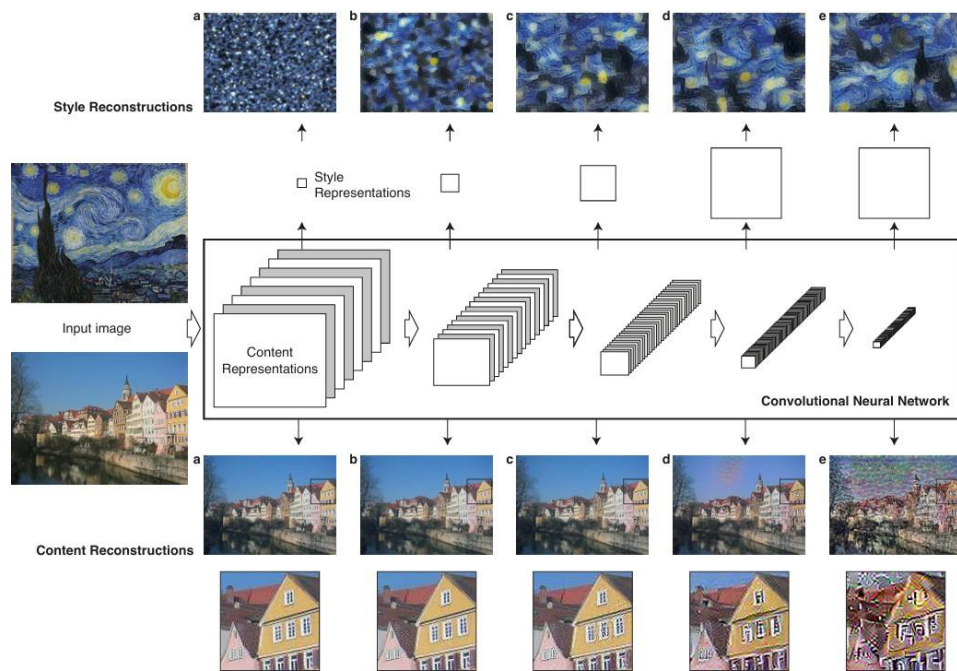 a
b
c
d
e
Style Reconstructions
Style
Representations
Input image
Content
Representations
Convolutional Neural Network
a
b
c
d
e
Content Reconstructions